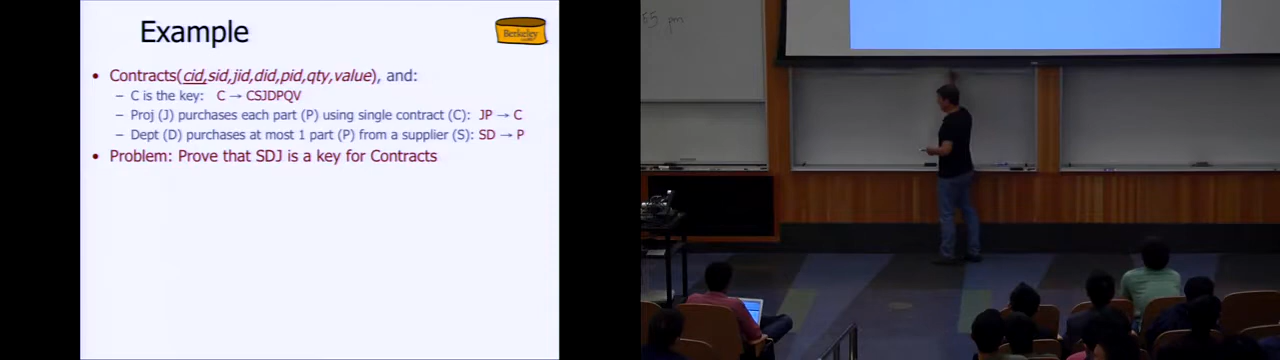 Example
Berkeley
• Contracts(cid,sid,jid,did,pid,qty,value), and:
– C is the key: C → CSJDPQV
– Proj (J) purchases each part (P) using single contract (C): JP → C
– Dept (D) purchases at most 1 part (P) from a supplier (S): SD → P
• Problem: Prove that SDJ is a key for Contracts
pm